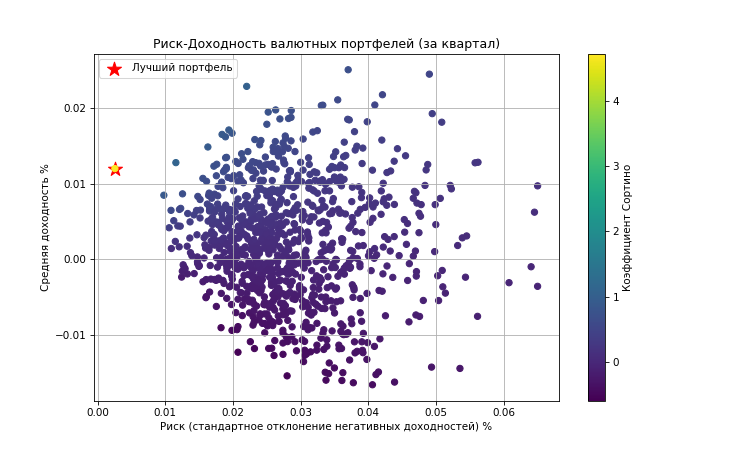 Риск-Доходность валютных портфелей (за квартал)
Лучший портфель
Средняя доходность %
0.02
0.01
0.00
−0.01
0.00 0.01 0.02 0.03 0.04 0.05 0.06
Риск (стандартное отклонение негативных доходностей) %
4
3
2
1
0
Коэффициент Сортино